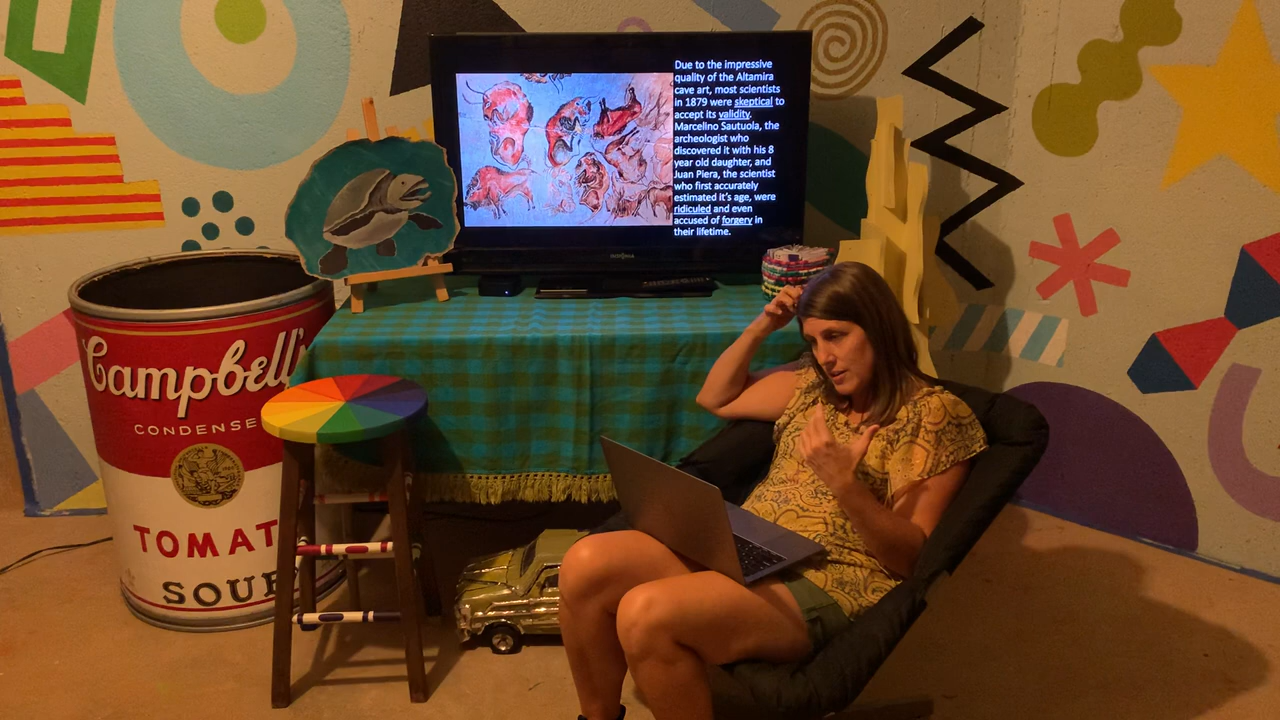 Due to the impressive
quality of the Altamira
cave art, most scientists
in 1879 were skeptical to
accept its validity.
Marcelino Sautuola, the
archeologist who
discovered it with his 8
year old daughter, and
Juan Piera, the scientist
who first accurately
estimated it's age, were
ridiculed and even
accused of forgery in
their lifetime.
INSIGNIA
Campbell's
CONDENSE
TOMAT
SOUP